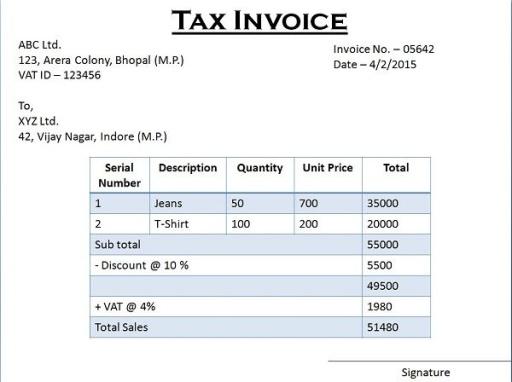 TAX INVOICE
ABC Ltd.
123, Arera Colony, Bhopal (M.P.)
VAT ID – 123456
Invoice No. – 05642
Date – 4/2/2015
To,
XYZ Ltd.
42, Vijay Nagar, Indore (M.P.)
Serial Number Description Quantity Unit Price Total
1 Jeans 50 700 35000
2 T-Shirt 100 200 20000
Sub total 55000
- Discount @ 10 % 5500
49500
+ VAT @ 4% 1980
Total Sales 51480
Signature